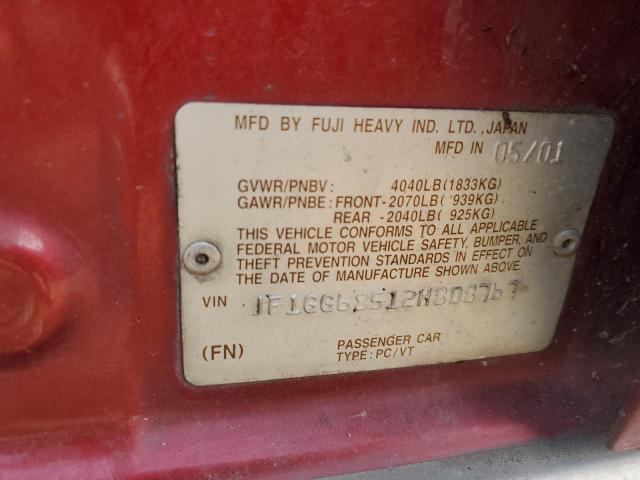 MFD BY FUJI HEAVY IND. LTD., JAPAN
MFD IN 05/01
GVWR/PNBV: 4040LB(1833KG)
GAWR/PNBE: FRONT-2070LB( 939KG)
REAR -2040LB( 925KG)
THIS VEHICLE CONFORMS TO ALL APPLICABLE
FEDERAL MOTOR VEHICLE SAFETY, BUMPER, AND
THEFT PREVENTION STANDARDS IN EFFECT ON
THE DATE OF MANUFACTURE SHOWN ABOVE.
VIN
(FN)
PASSENGER CAR
TYPE: PC/VT